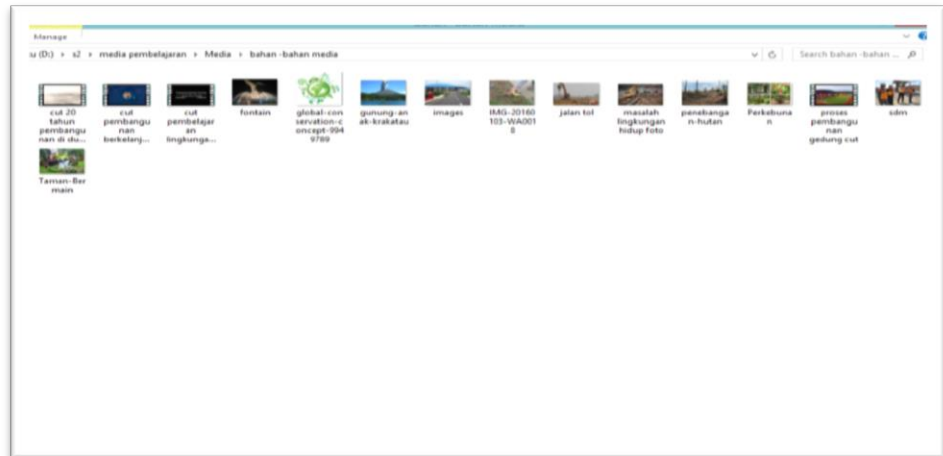 Manage
u (D:) › s2 › media pembelajaran › Media › bahan -bahan media
Search bahan -bahan ...
cut 20
tahun
pembangu
nan di du...
cut
pembangu
nan
berkelanj...
cut
pembelajar
an
lingkunga...
fontain
global-con
servation-c
oncept-994
9789
gunung-an
ak-krakatau
images
IMG-20160
103-WA001
8
jalan tol
masalah
lingkungan
hidup foto
penebanga
n-hutan
Perkebuna
n
proses
pembangu
nan
gedung cut
sdm
Taman-Ber
main